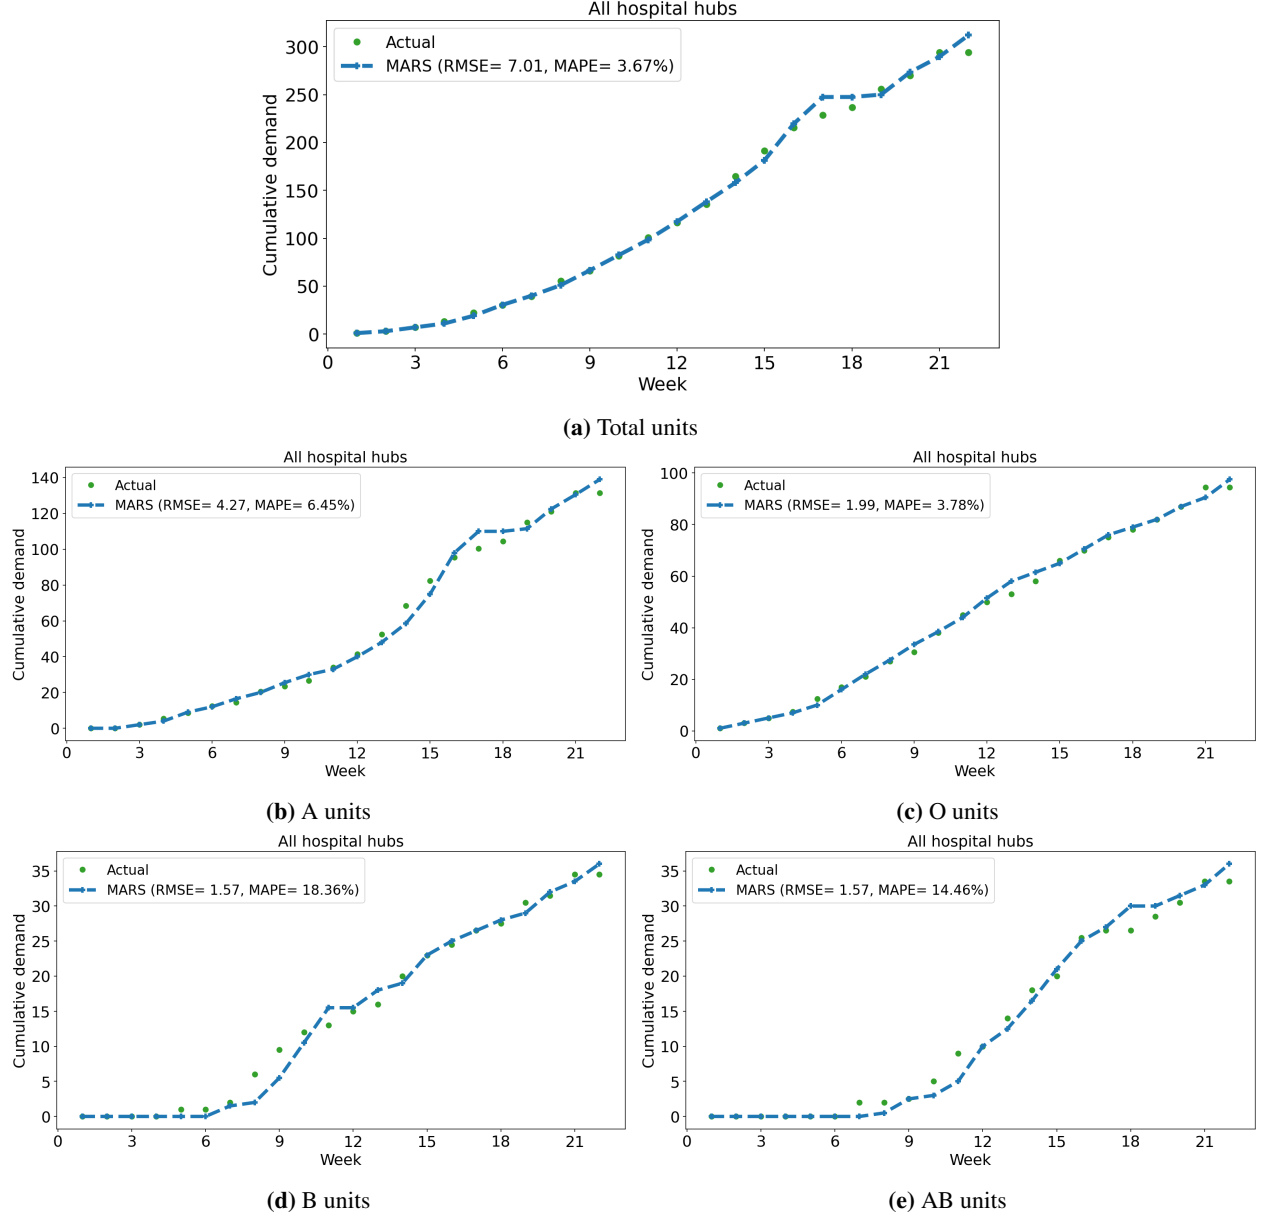 All hospital hubs
Actual
MARS (RMSE= 7.01, MAPE= 3.67%)
Cumulative demand
300
250
200
150
100
50
0
0 3 6 9 12 15 18 21
Week
(a) Total units
All hospital hubs
Actual
MARS (RMSE= 4.27, MAPE= 6.45%)
Cumulative demand
140
120
100
80
60
40
20
0
0 3 6 9 12 15 18 21
Week
(b) A units
All hospital hubs
Actual
MARS (RMSE= 1.99, MAPE= 3.78%)
Cumulative demand
100
80
60
40
20
0
0 3 6 9 12 15 18 21
Week
(c) O units
All hospital hubs
Actual
MARS (RMSE= 1.57, MAPE= 18.36%)
Cumulative demand
35
30
25
20
15
10
5
0
0 3 6 9 12 15 18 21
Week
(d) B units
All hospital hubs
Actual
MARS (RMSE= 1.57, MAPE= 14.46%)
Cumulative demand
35
30
25
20
15
10
5
0
0 3 6 9 12 15 18 21
Week
(e) AB units